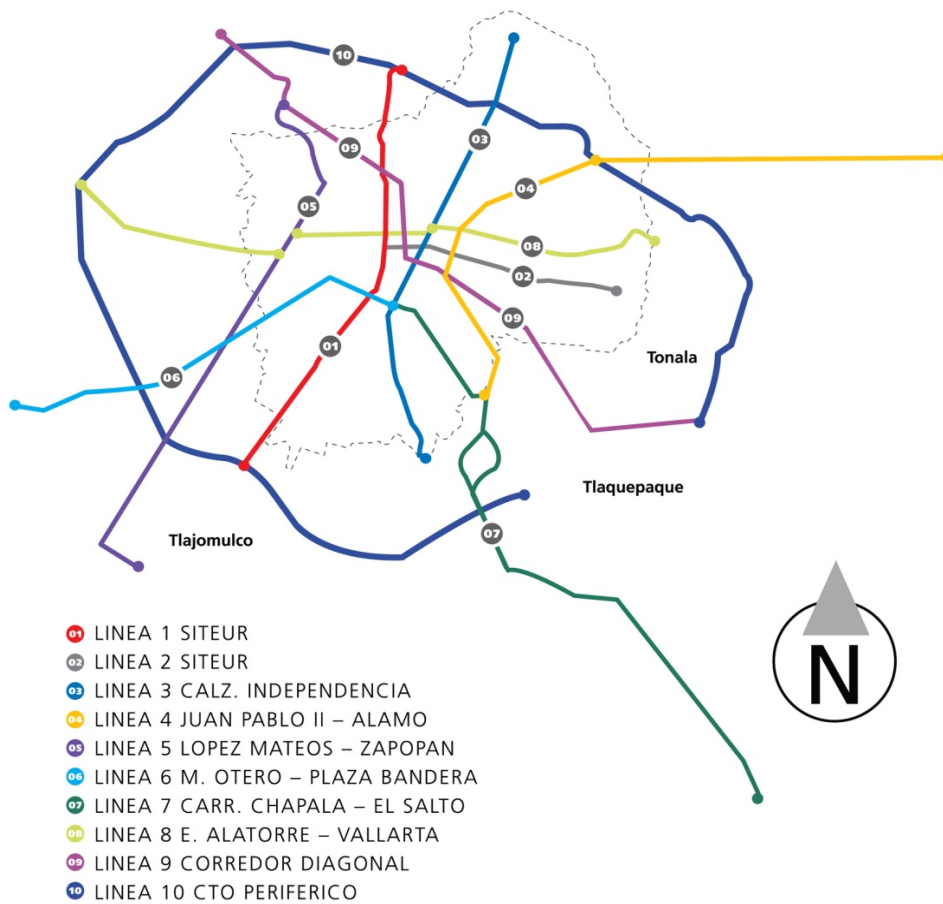 10
03
09
04
05
08
02
09
01
Tonala
06
Tlaquepaque
07
Tlajomulco
01 LINEA 1 SITEUR
02 LINEA 2 SITEUR
03 LINEA 3 CALZ. INDEPENDENCIA
04 LINEA 4 JUAN PABLO II – ALAMO
05 LINEA 5 LOPEZ MATEOS – ZAPOPAN
06 LINEA 6 M. OTERO – PLAZA BANDERA
07 LINEA 7 CARR. CHAPALA – EL SALTO
08 LINEA 8 E. ALATORRE – VALLARTA
09 LINEA 9 CORREDOR DIAGONAL
10 LINEA 10 CTO PERIFERICO
N